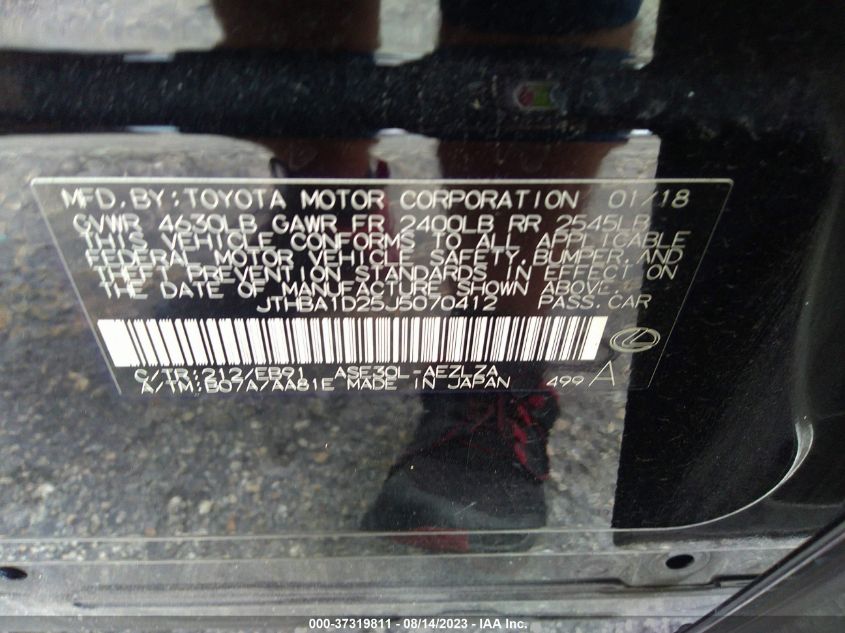 MFD.BY:TOYOTA MOTOR CORPORATION 01/18
GVWR 4630LB GAWR FR 2400LB RR 2545LB
THIS VEHICLE CONFORMS TO ALL APPLICABLE
FEDERAL MOTOR VEHICLE SAFETY,BUMPER,AND
THEFT PREVENTION STANDARDS IN EFFECT ON
THE DATE OF MANUFACTURE SHOWN ABOVE.
JTHBA1D25J5070412 PASS.CAR
C/TR:212/EB91 ASE30L-AEZLZA
A/TM:B07A/AA81E MADE IN JAPAN 499 A
000-37319811 - 08/14/2023 - IAA Inc.